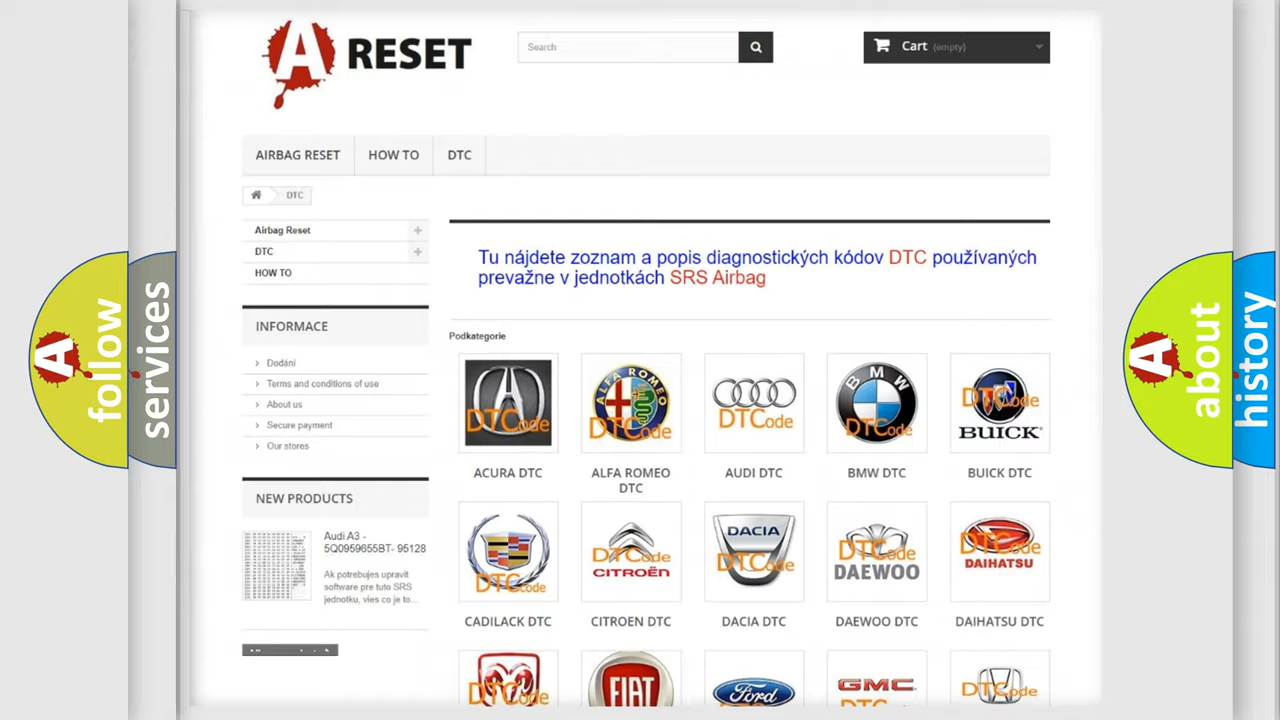 A RESET
Search
Cart (empty)
AIRBAG RESET
HOW TO
DTC
DTC
Airbag Reset
DTC
HOW TO
INFORMACE
Dodání
Terms and conditions of use
About us
Secure payment
Our stores
NEW PRODUCTS
Audi A3 -
5Q0959655BT- 95128
Ak potrebujes upravit
software pre tuto SRS
jednotku, vies co je to...
Tu nájdete zoznam a popis diagnostických kódov DTC používaných
prevažne v jednotkách SRS Airbag
Podkategorie
DTCode
ALFA ROMEO
DTCode
DTCode
BMW
DTCode
DTCode
BUICK
ACURA DTC
ALFA ROMEO
DTC
AUDI DTC
BMW DTC
BUICK DTC
DTCode
DTCode
CITROËN
DACIA
DTCode
DTCode
DAEWOO
DTCode
DAIHATSU
CADILACK DTC
CITROEN DTC
DACIA DTC
DAEWOO DTC
DAIHATSU DTC
DTCode
FIAT
Ford
GMC
DTCode
A follow
services
A about
history